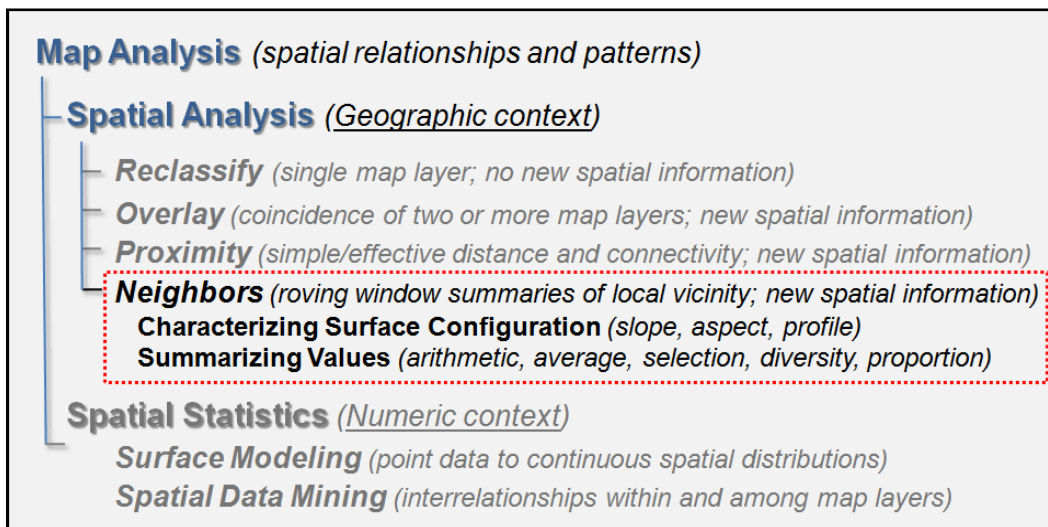 Map Analysis (spatial relationships and patterns)
Spatial Analysis (Geographic context)
Reclassify (single map layer; no new spatial information)
Overlay (coincidence of two or more map layers; new spatial information)
Proximity (simple/effective distance and connectivity; new spatial information)
Neighbors (roving window summaries of local vicinity; new spatial information)
Characterizing Surface Configuration (slope, aspect, profile)
Summarizing Values (arithmetic, average, selection, diversity, proportion)
Spatial Statistics (Numeric context)
Surface Modeling (point data to continuous spatial distributions)
Spatial Data Mining (interrelationships within and among map layers)